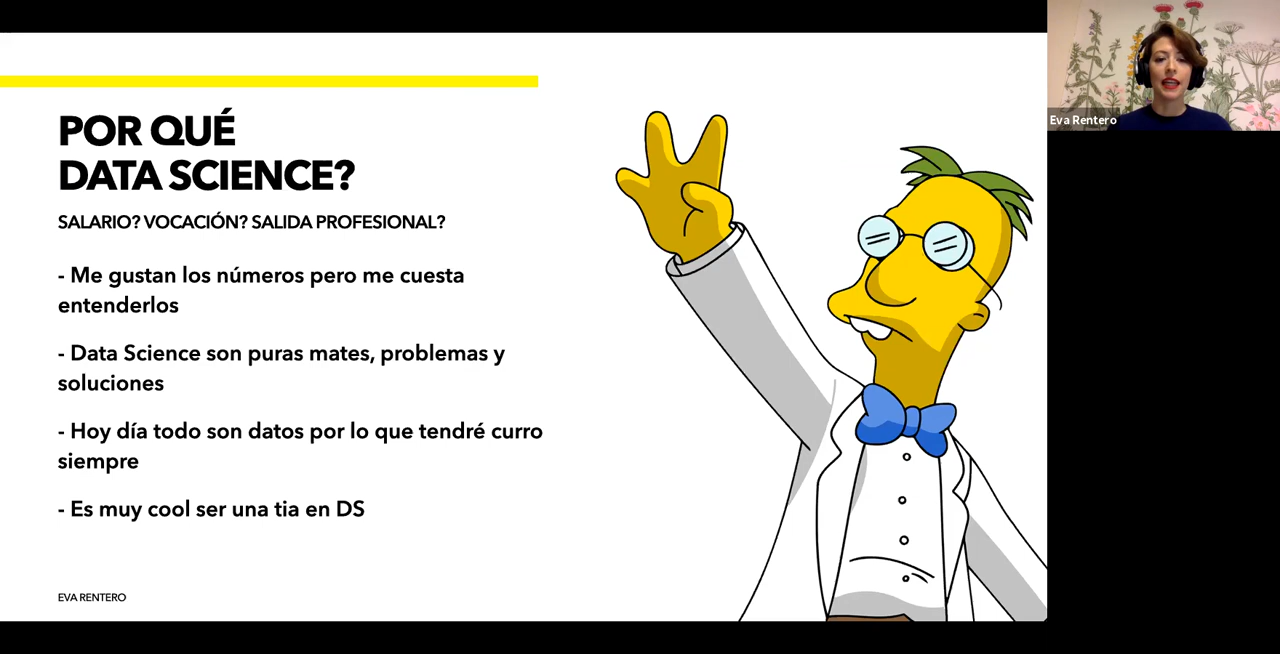 POR QUÉ
DATA SCIENCE?
SALARIO? VOCACIÓN? SALIDA PROFESIONAL?
- Me gustan los números pero me cuesta
entenderlos
- Data Science son puras mates, problemas y
soluciones
- Hoy día todo son datos por lo que tendré curro
siempre
- Es muy cool ser una tia en DS
EVA RENTERO
Eva Rentero